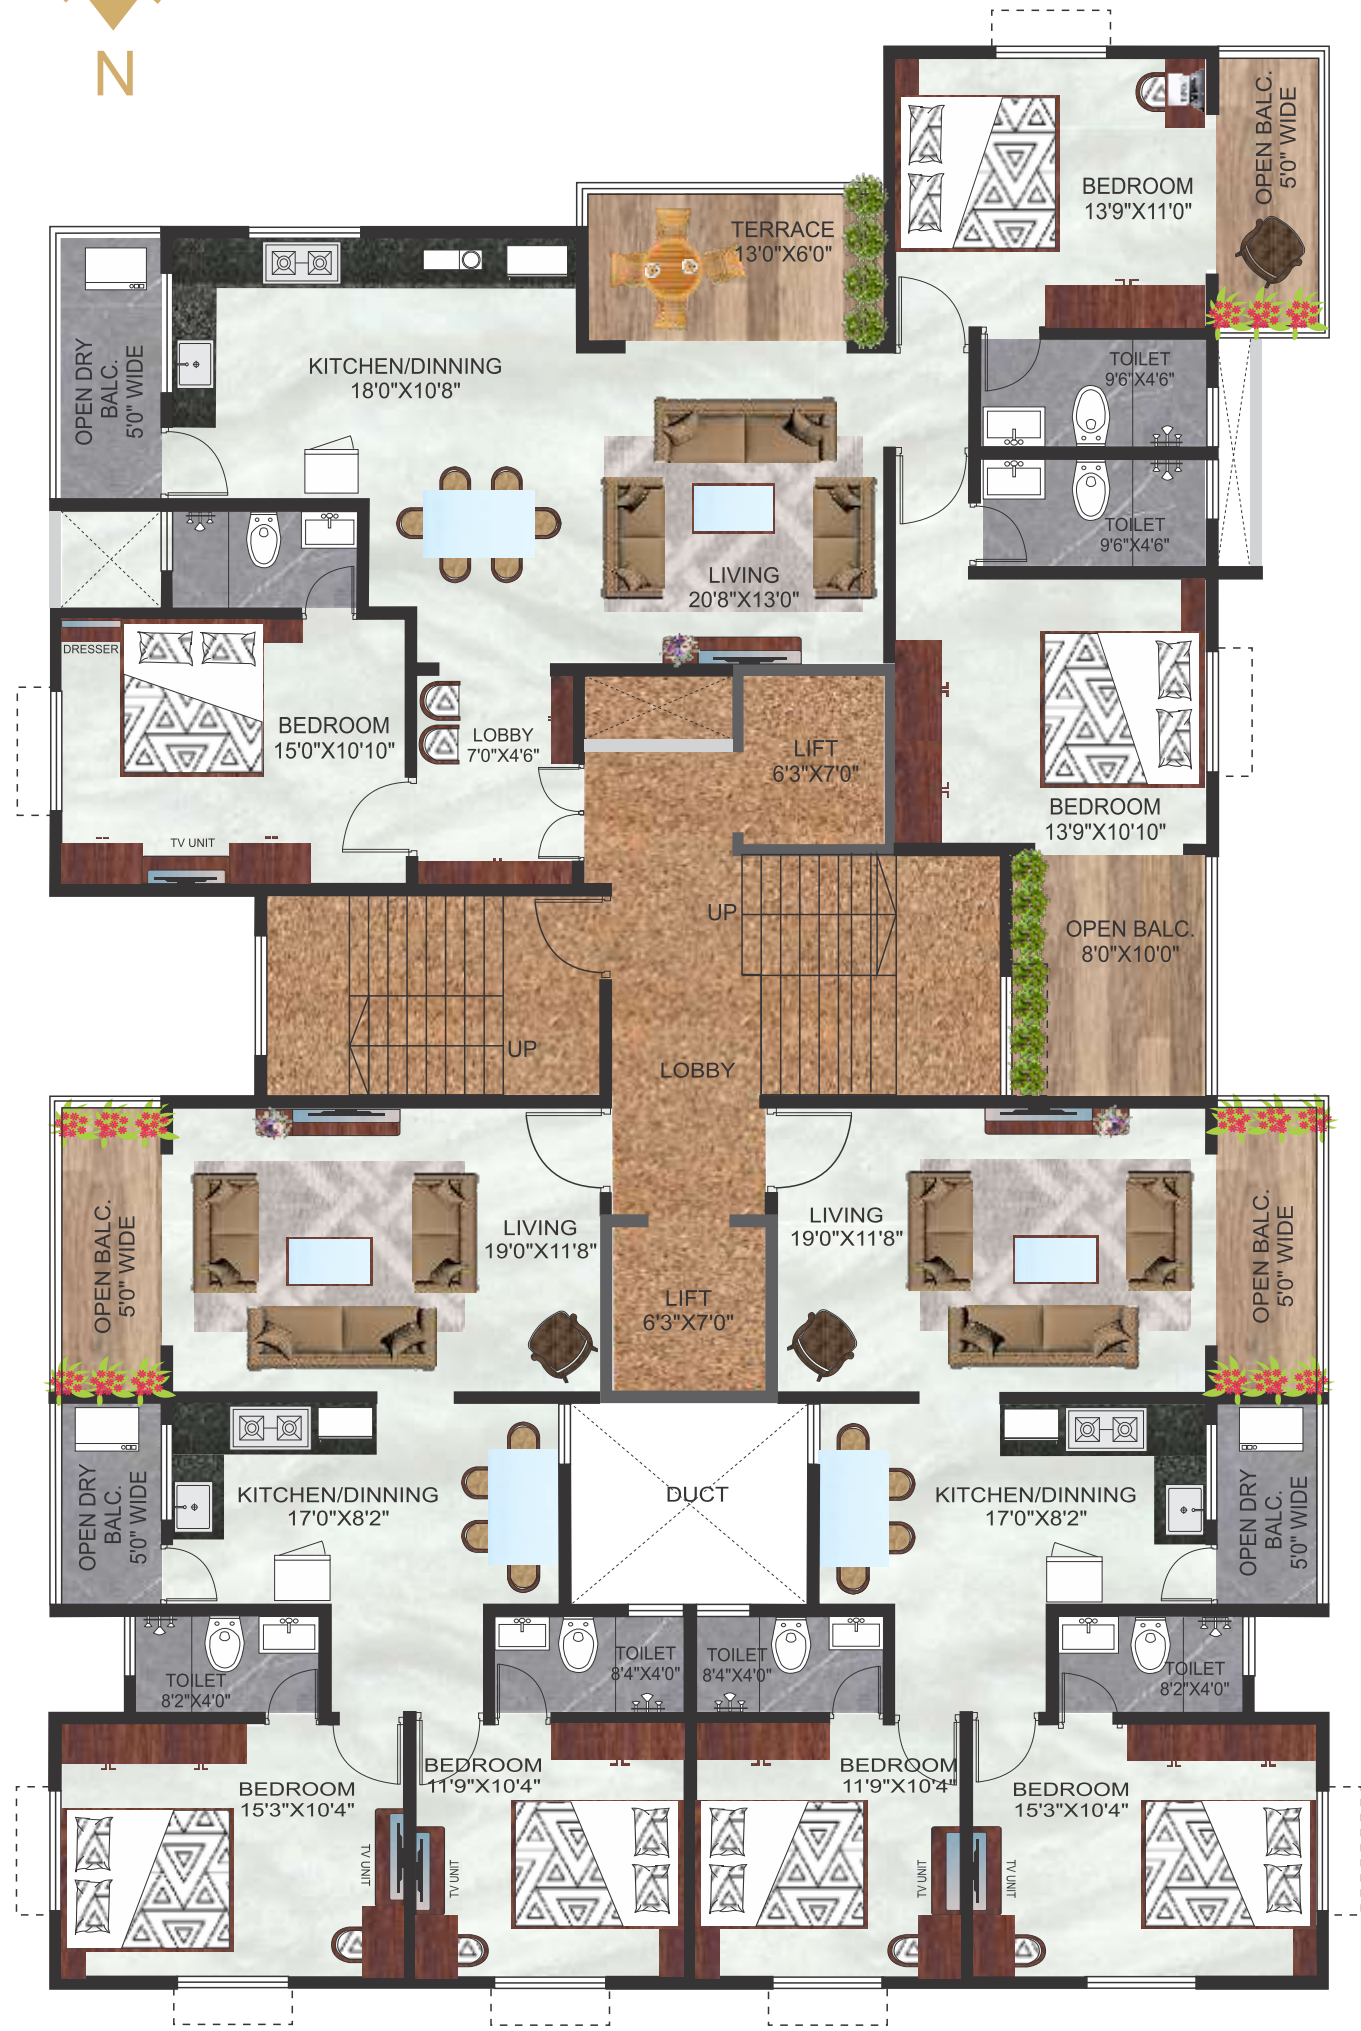 N
OPEN BALC.
5'0" WIDE
BEDROOM
13'9"X11'0"
TERRACE
13'0"X6'0"
OPEN DRY
BALC.
5'0" WIDE
KITCHEN/DINNING
18'0"X10'8"
TOILET
9'6"X4'6"
TOILET
9'6"X4'6"
LIVING
20'8"X13'0"
DRESSER
BEDROOM
15'0"X10'10"
LOBBY
7'0"X4'6"
LIFT
6'3"X7'0"
BEDROOM
13'9"X10'10"
TV UNIT
UP
OPEN BALC.
8'0"X10'0"
UP
LOBBY
OPEN BALC.
5'0" WIDE
LIVING
19'0"X11'8"
LIVING
19'0"X11'8"
OPEN BALC.
5'0" WIDE
LIFT
6'3"X7'0"
OPEN DRY
BALC.
5'0" WIDE
KITCHEN/DINNING
17'0"X8'2"
DUCT
KITCHEN/DINNING
17'0"X8'2"
OPEN DRY
BALC.
5'0" WIDE
TOILET
8'2"X4'0"
TOILET
8'4"X4'0"
TOILET
8'4"X4'0"
TOILET
8'2"X4'0"
BEDROOM
15'3"X10'4"
BEDROOM
11'9"X10'4"
BEDROOM
11'9"X10'4"
BEDROOM
15'3"X10'4"
TV UNIT
TV UNIT
TV UNIT
TV UNIT